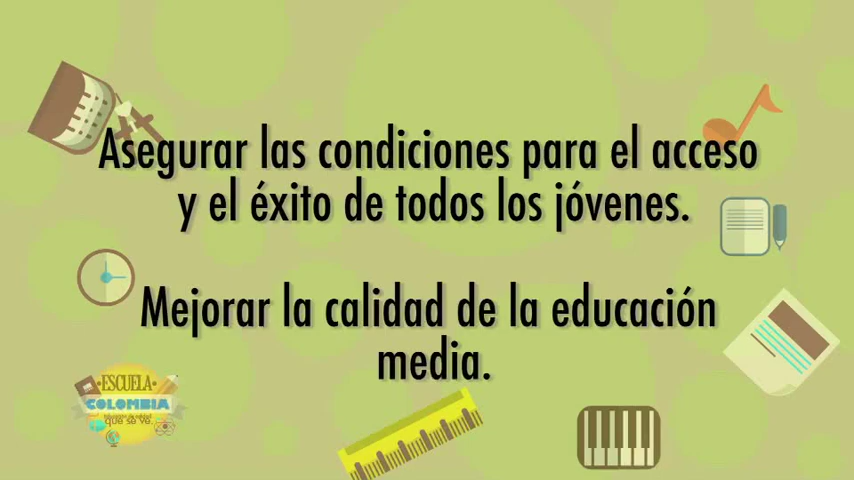 Asegurar las condiciones para el acceso
y el éxito de todos los jóvenes.
Mejorar la calidad de la educación
media.
•ESCUELA•
COLOMBIA
que se ve.